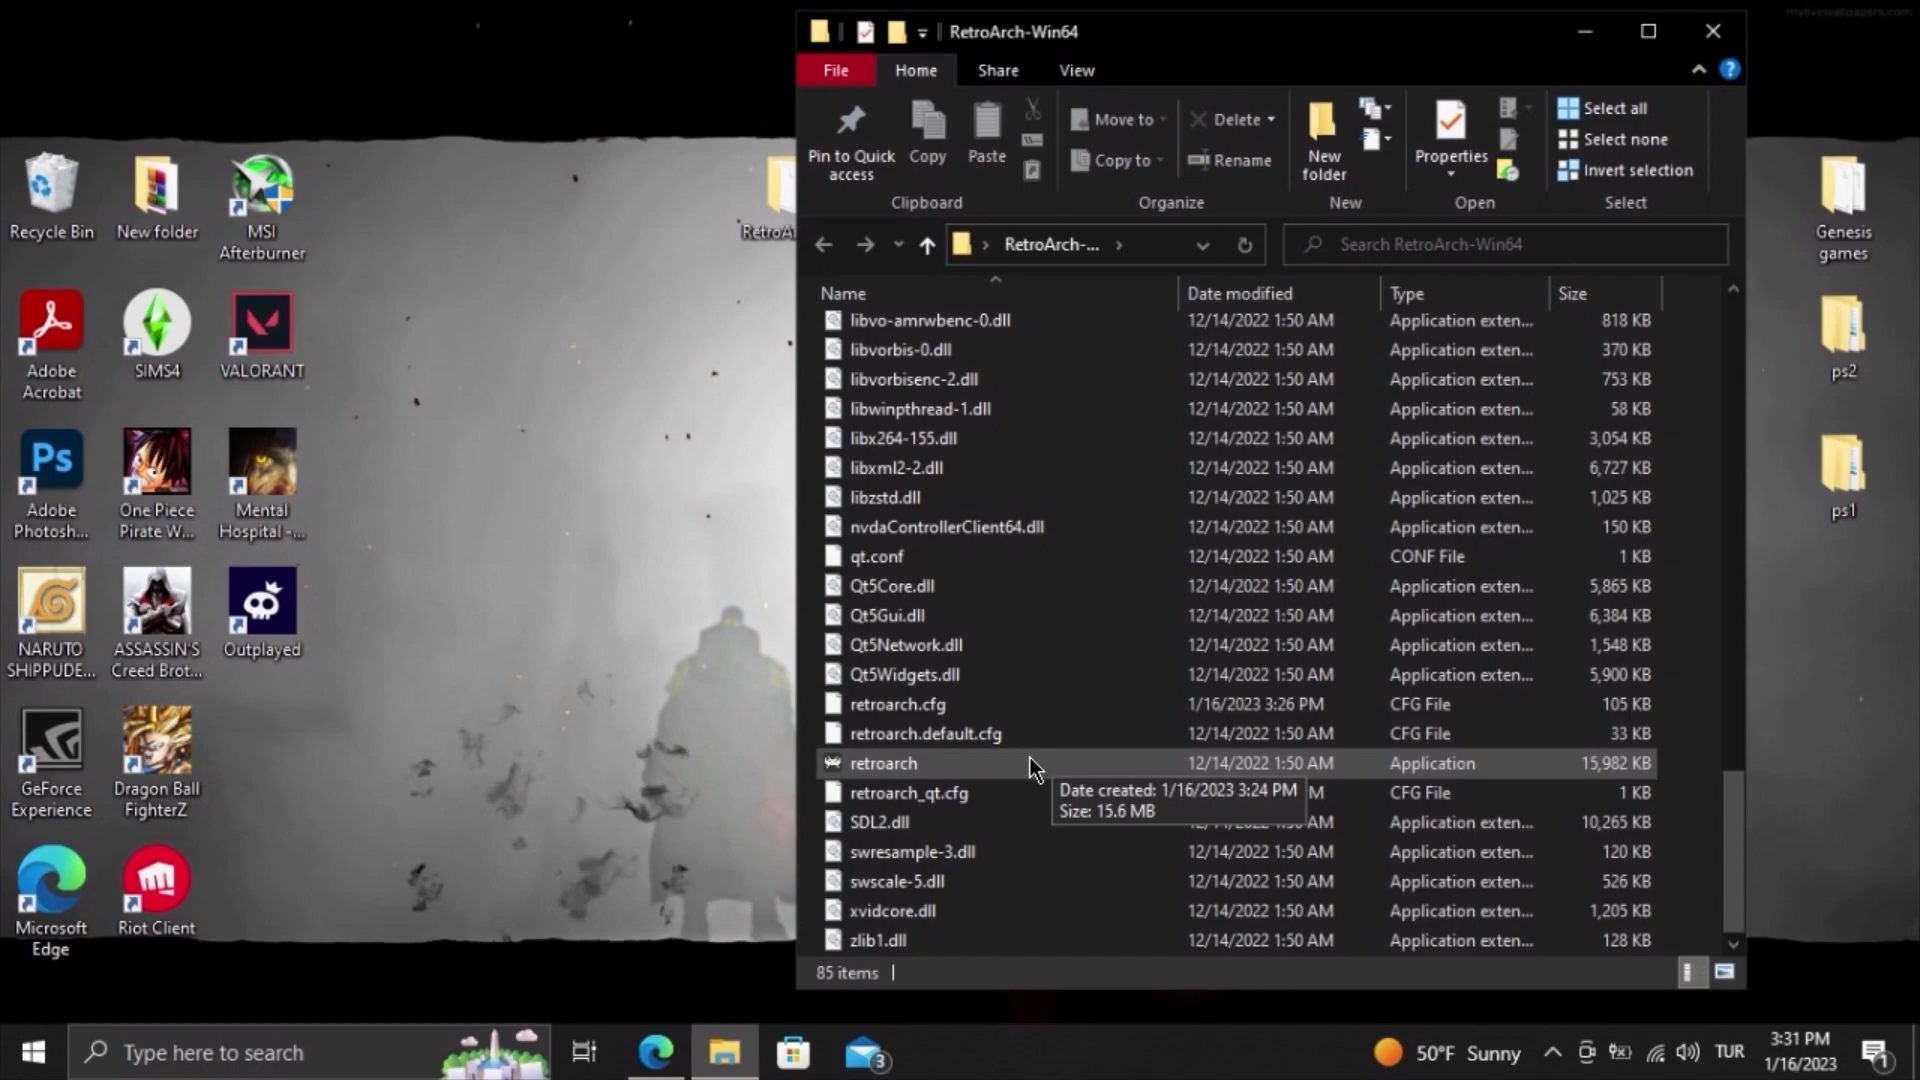 mylivewallpapers.com
RetroArch-Win64
File
Home
Share
View
Pin to Quick
access
Copy
Paste
Move to
Copy to
Delete
Rename
New
folder
Properties
Select all
Select none
Invert selection
Clipboard
Organize
New
Open
Select
RetroArch-...
Search RetroArch-Win64
Name
Date modified
Type
Size
libvo-amrwbenc-0.dll 12/14/2022 1:50 AM Application exten... 818 KB
libvorbis-0.dll 12/14/2022 1:50 AM Application exten... 370 KB
libvorbisenc-2.dll 12/14/2022 1:50 AM Application exten... 753 KB
libwinpthread-1.dll 12/14/2022 1:50 AM Application exten... 58 KB
libx264-155.dll 12/14/2022 1:50 AM Application exten... 3,054 KB
libxml2-2.dll 12/14/2022 1:50 AM Application exten... 6,727 KB
libzstd.dll 12/14/2022 1:50 AM Application exten... 1,025 KB
nvdaControllerClient64.dll 12/14/2022 1:50 AM Application exten... 150 KB
qt.conf 12/14/2022 1:50 AM CONF File 1 KB
Qt5Core.dll 12/14/2022 1:50 AM Application exten... 5,865 KB
Qt5Gui.dll 12/14/2022 1:50 AM Application exten... 6,384 KB
Qt5Network.dll 12/14/2022 1:50 AM Application exten... 1,548 KB
Qt5Widgets.dll 12/14/2022 1:50 AM Application exten... 5,900 KB
retroarch.cfg 1/16/2023 3:26 PM CFG File 105 KB
retroarch.default.cfg 12/14/2022 1:50 AM CFG File 33 KB
retroarch 12/14/2022 1:50 AM Application 15,982 KB
retroarch_qt.cfg M CFG File 1 KB
Date created: 1/16/2023 3:24 PM
Size: 15.6 MB
SDL2.dll 12/14/2022 1:50 AM Application exten... 10,265 KB
swresample-3.dll 12/14/2022 1:50 AM Application exten... 120 KB
swscale-5.dll 12/14/2022 1:50 AM Application exten... 526 KB
xvidcore.dll 12/14/2022 1:50 AM Application exten... 1,205 KB
zlib1.dll 12/14/2022 1:50 AM Application exten... 128 KB
85 items
Recycle Bin
New folder
MSI
Afterburner
RetroA
Adobe
Acrobat
SIMS4
VALORANT
Ps
Adobe
Photosh...
One Piece
Pirate W...
Mental
Hospital -...
NARUTO
SHIPPUDE...
ASSASSIN'S
Creed Brot...
Outplayed
GeForce
Experience
Dragon Ball
FighterZ
Microsoft
Edge
Riot Client
Genesis
games
ps2
ps1
Type here to search
3
50°F Sunny
TUR
3:31 PM
1/16/2023
1